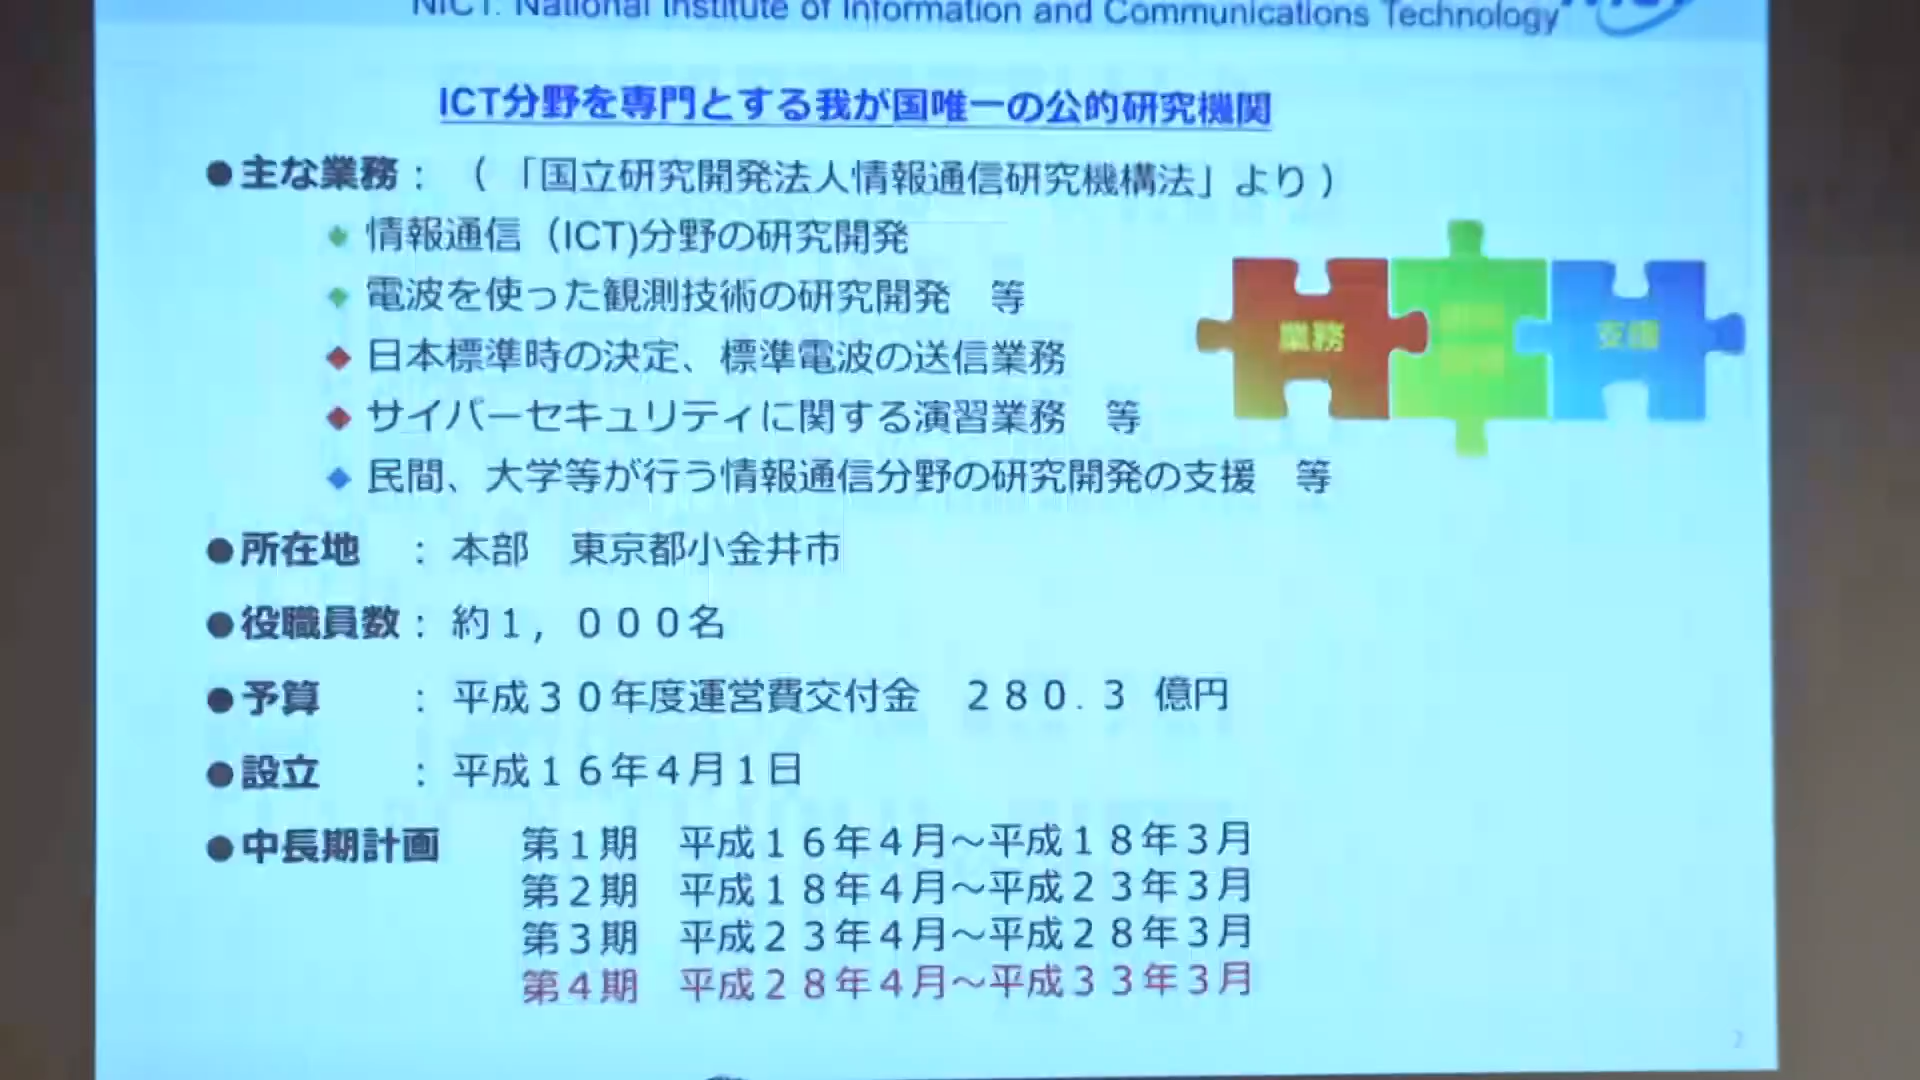 NICT: National Institute of Information and Communications Technology
ICT分野を専門とする我が国唯一の公的研究機関
●主な業務：（「国立研究開発法人情報通信研究機構法」より）
◆ 情報通信（ICT)分野の研究開発
◆ 電波を使った観測技術の研究開発　等
◆ 日本標準時の決定、標準電波の送信業務
◆ サイバーセキュリティに関する演習業務　等
◆ 民間、大学等が行う情報通信分野の研究開発の支援　等
業務
支援
●所在地　：本部　東京都小金井市
●役職員数：約１，０００名
●予算　　：平成３０年度運営費交付金　２８０．３ 億円
●設立　　：平成１６年４月１日
●中長期計画　第１期　平成１６年４月～平成１８年３月
第２期　平成１８年４月～平成２３年３月
第３期　平成２３年４月～平成２８年３月
第４期　平成２８年４月～平成３３年３月
2